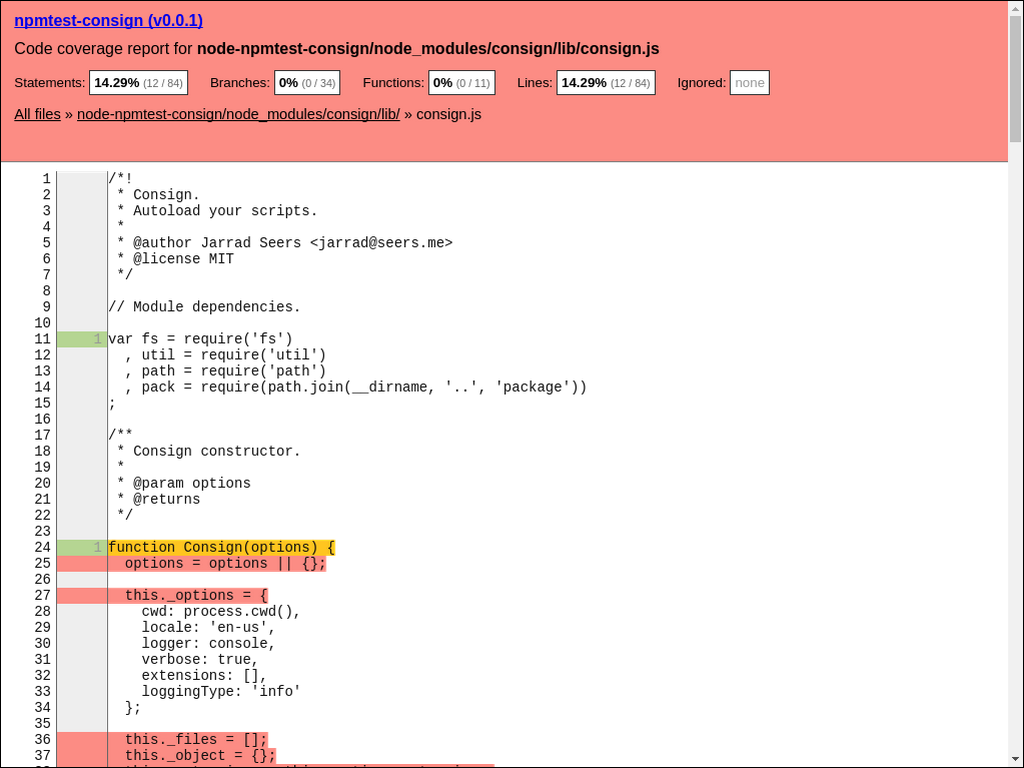 npmtest-consign (v0.0.1)
Code coverage report for node-npmtest-consign/node_modules/consign/lib/consign.js
Statements: 14.29% (12 / 84) Branches: 0% (0 / 34) Functions: 0% (0 / 11) Lines: 14.29% (12 / 84) Ignored: none
All files » node-npmtest-consign/node_modules/consign/lib/ » consign.js
1 /*!
2  * Consign.
3  * Autoload your scripts.
4  *
5  * @author Jarrad Seers <jarrad@seers.me>
6  * @license MIT
7  */
8
9 // Module dependencies.
10
11 1 var fs = require('fs')
12   , util = require('util')
13   , path = require('path')
14   , pack = require(path.join(__dirname, '..', 'package'))
15 ;
16
17 /**
18  * Consign constructor.
19  *
20  * @param options
21  * @returns
22  */
23
24 1 function Consign(options) {
25   options = options || {};
26
27   this._options = {
28     cwd: process.cwd(),
29     locale: 'en-us',
30     logger: console,
31     verbose: true,
32     extensions: [],
33     loggingType: 'info'
34   };
35
36   this._files = [];
37   this._object = {};